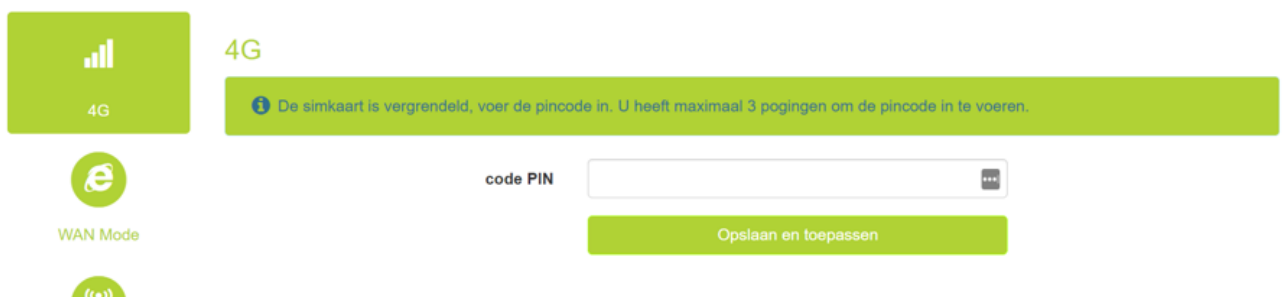 4G
4G
De simkaart is vergrendeld, voer de pincode in. U heeft maximaal 3 pogingen om de pincode in te voeren.
code PIN
WAN Mode
Opslaan en toepassen